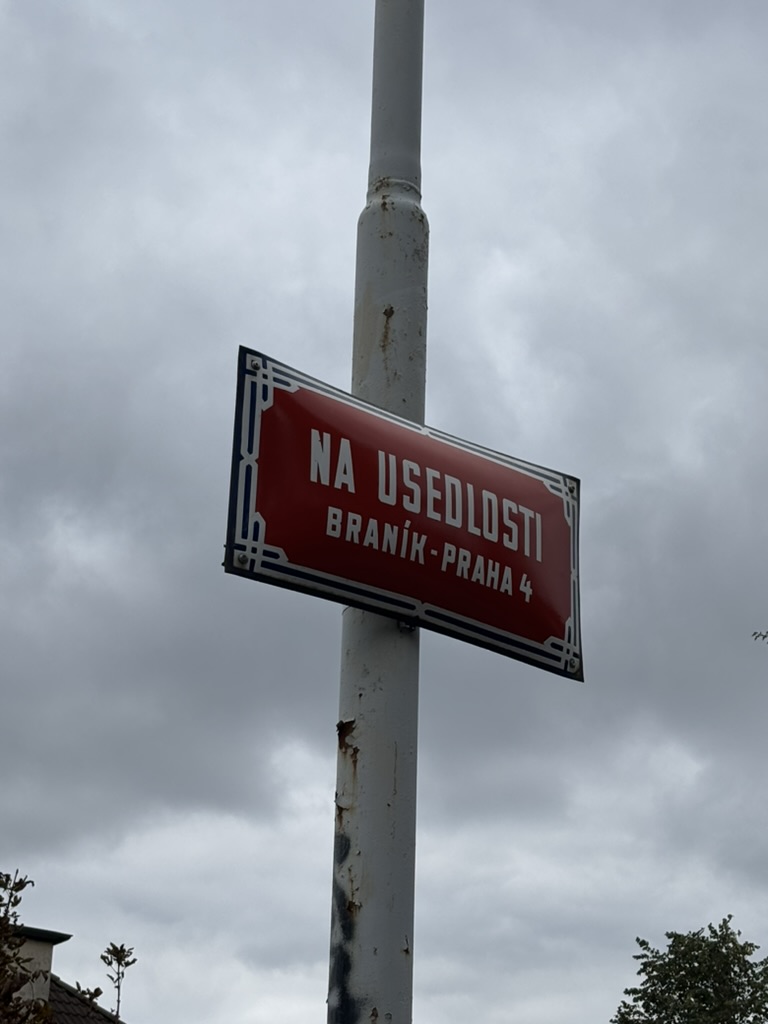 NA USEDLOSTI
BRANÍK-PRAHA 4